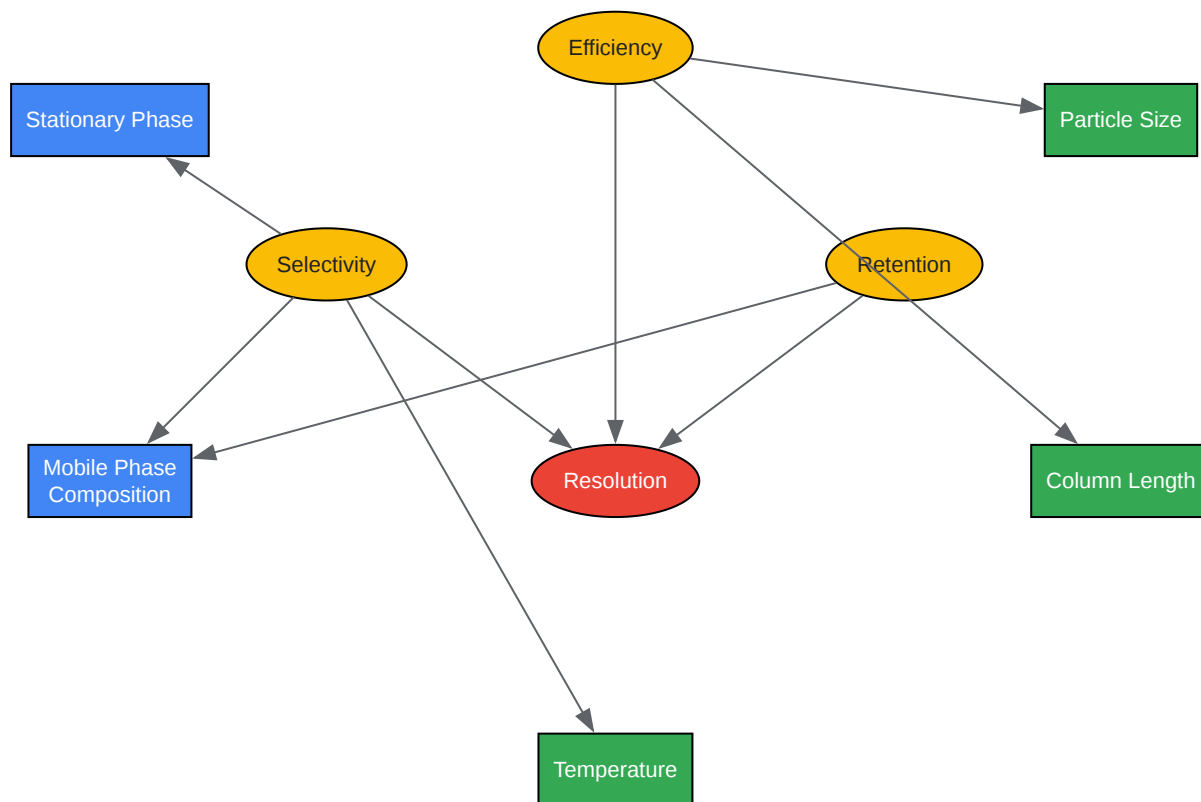 Efficiency
Stationary Phase
Particle Size
Selectivity
Retention
Mobile Phase
Composition
Resolution
Column Length
Temperature